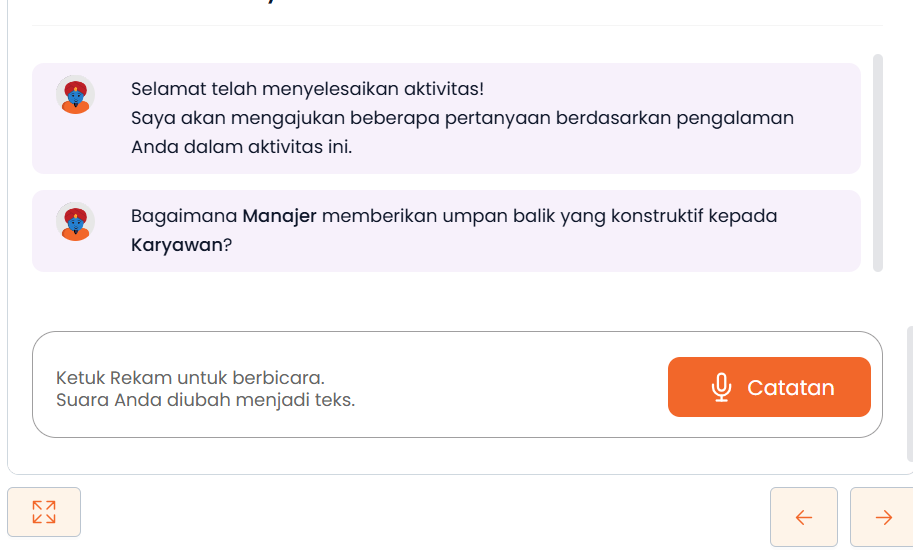 Selamat telah menyelesaikan aktivitas!
Saya akan mengajukan beberapa pertanyaan berdasarkan pengalaman
Anda dalam aktivitas ini.
Bagaimana Manajer memberikan umpan balik yang konstruktif kepada
Karyawan?
Ketuk Rekam untuk berbicara.
Suara Anda diubah menjadi teks.
Catatan